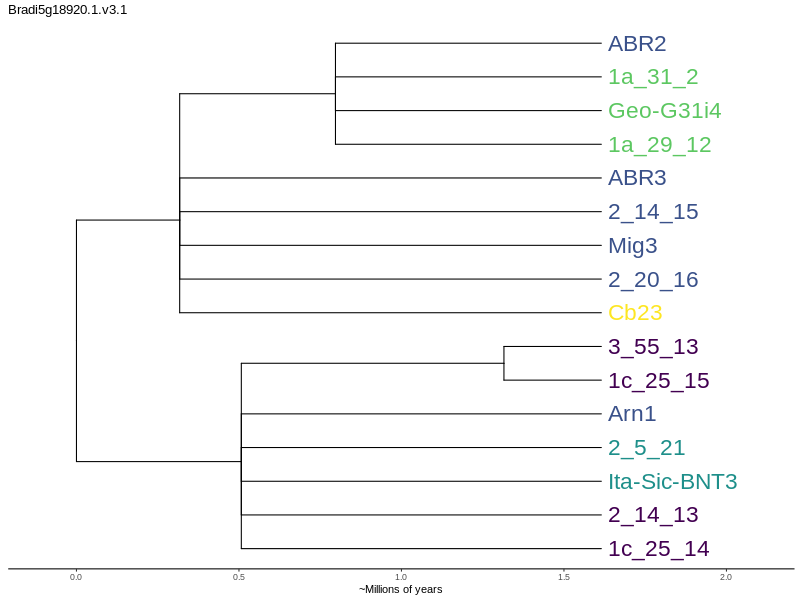 Bradi5g18920.1.v3.1
ABR2
1a_31_2
Geo-G31i4
1a_29_12
ABR3
2_14_15
Mig3
2_20_16
Cb23
3_55_13
1c_25_15
Arn1
2_5_21
Ita-Sic-BNT3
2_14_13
1c_25_14
0.0 0.5 1.0 1.5 2.0
~Millions of years